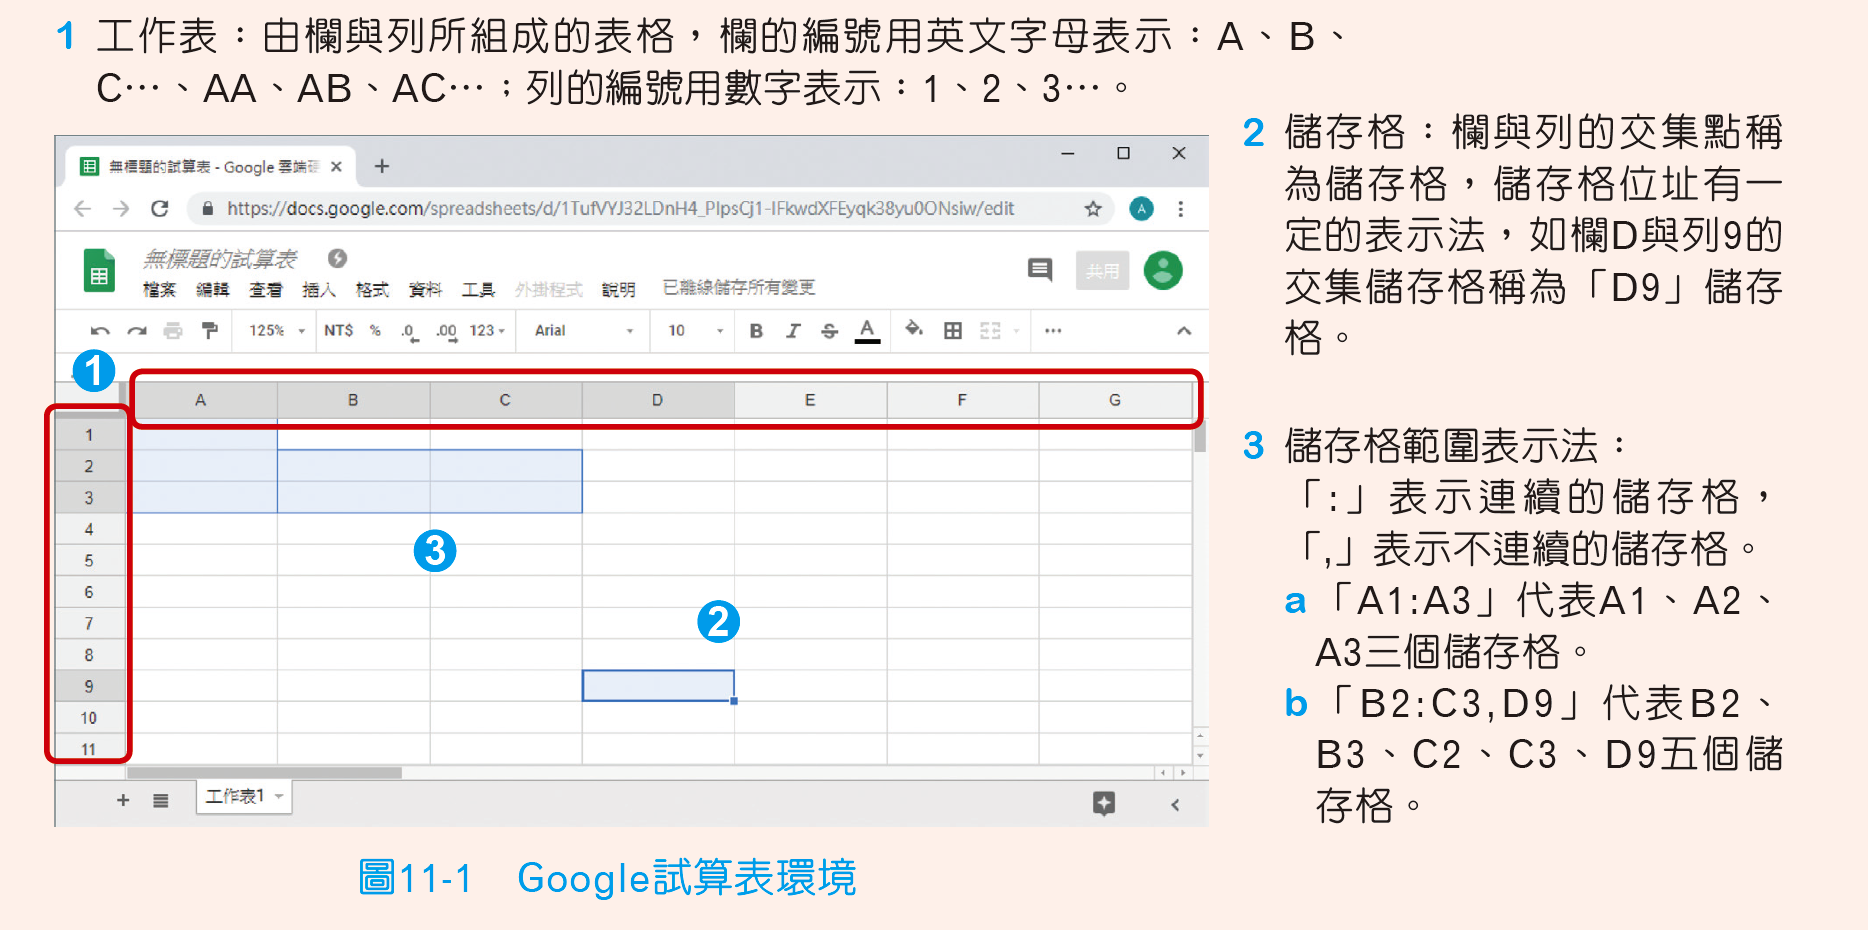 1 工作表：由欄與列所組成的表格，欄的編號用英文字母表示：A、B、
C…、AA、AB、AC…；列的編號用數字表示：1、2、3…。
無標題的試算表 - Google 雲端硬
https://docs.google.com/spreadsheets/d/1TufVYJ32LDnH4_PlpsCj1-IFkwdXFEyqk38yu0ONsiw/edit
A
無標題的試算表
檔案 編輯 查看 插入 格式 資料 工具 外掛程式 說明 已離線儲存所有變更
共用
125% NT$ % .0 .00 123 Arial 10 B I S A
1
A B C D E F G
1
2
3
4
5
6
7
8
9
10
11
3
2
工作表1
2 儲存格：欄與列的交集點稱
為儲存格，儲存格位址有一
定的表示法，如欄D與列9的
交集儲存格稱為「D9」儲存
格。
3 儲存格範圍表示法：
「:」表示連續的儲存格，
「,」表示不連續的儲存格。
a 「A1:A3」代表A1、A2、
A3三個儲存格。
b 「B2:C3,D9」代表B2、
B3、C2、C3、D9五個儲
存格。
圖11-1 Google試算表環境